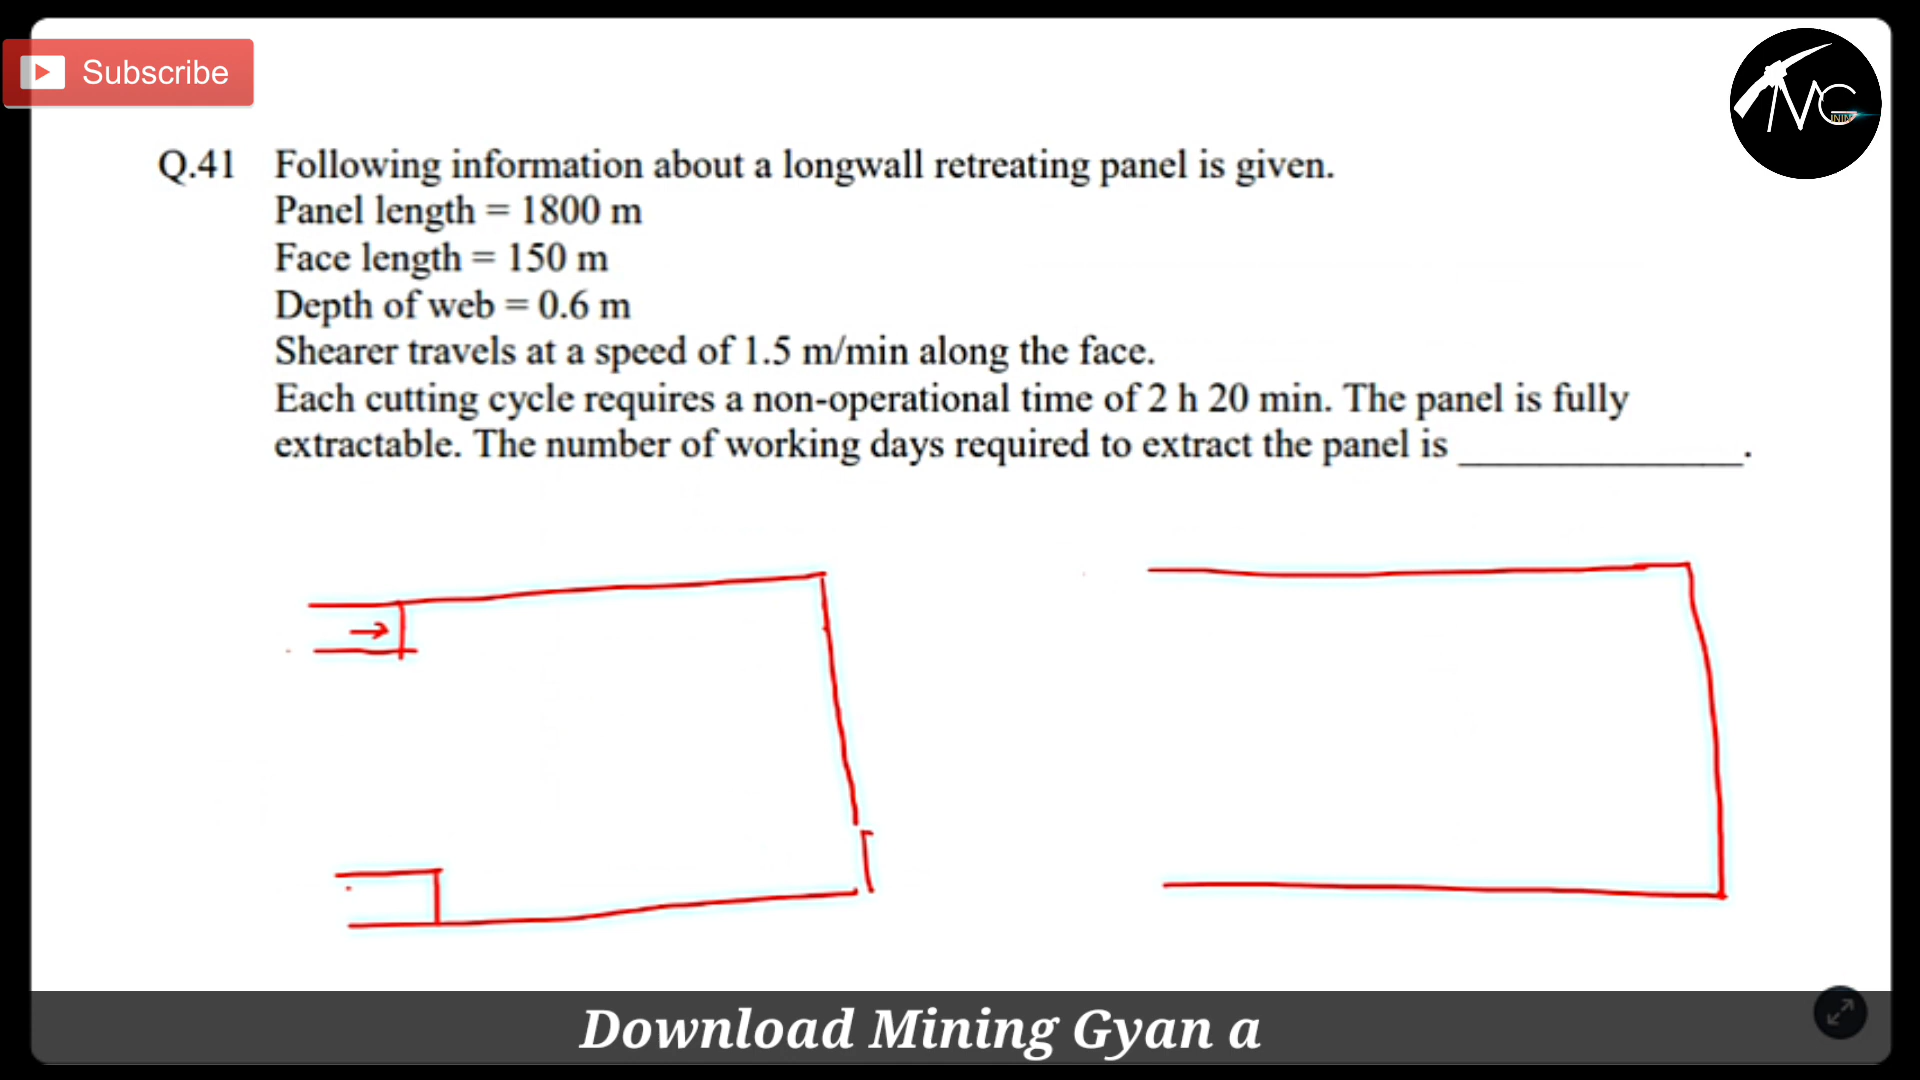 Subscribe
Q.41 Following information about a longwall retreating panel is given.
Panel length = 1800 m
Face length = 150 m
Depth of web = 0.6 m
Shearer travels at a speed of 1.5 m/min along the face.
Each cutting cycle requires a non-operational time of 2 h 20 min. The panel is fully
extractable. The number of working days required to extract the panel is ______________.
Download Mining Gyan a